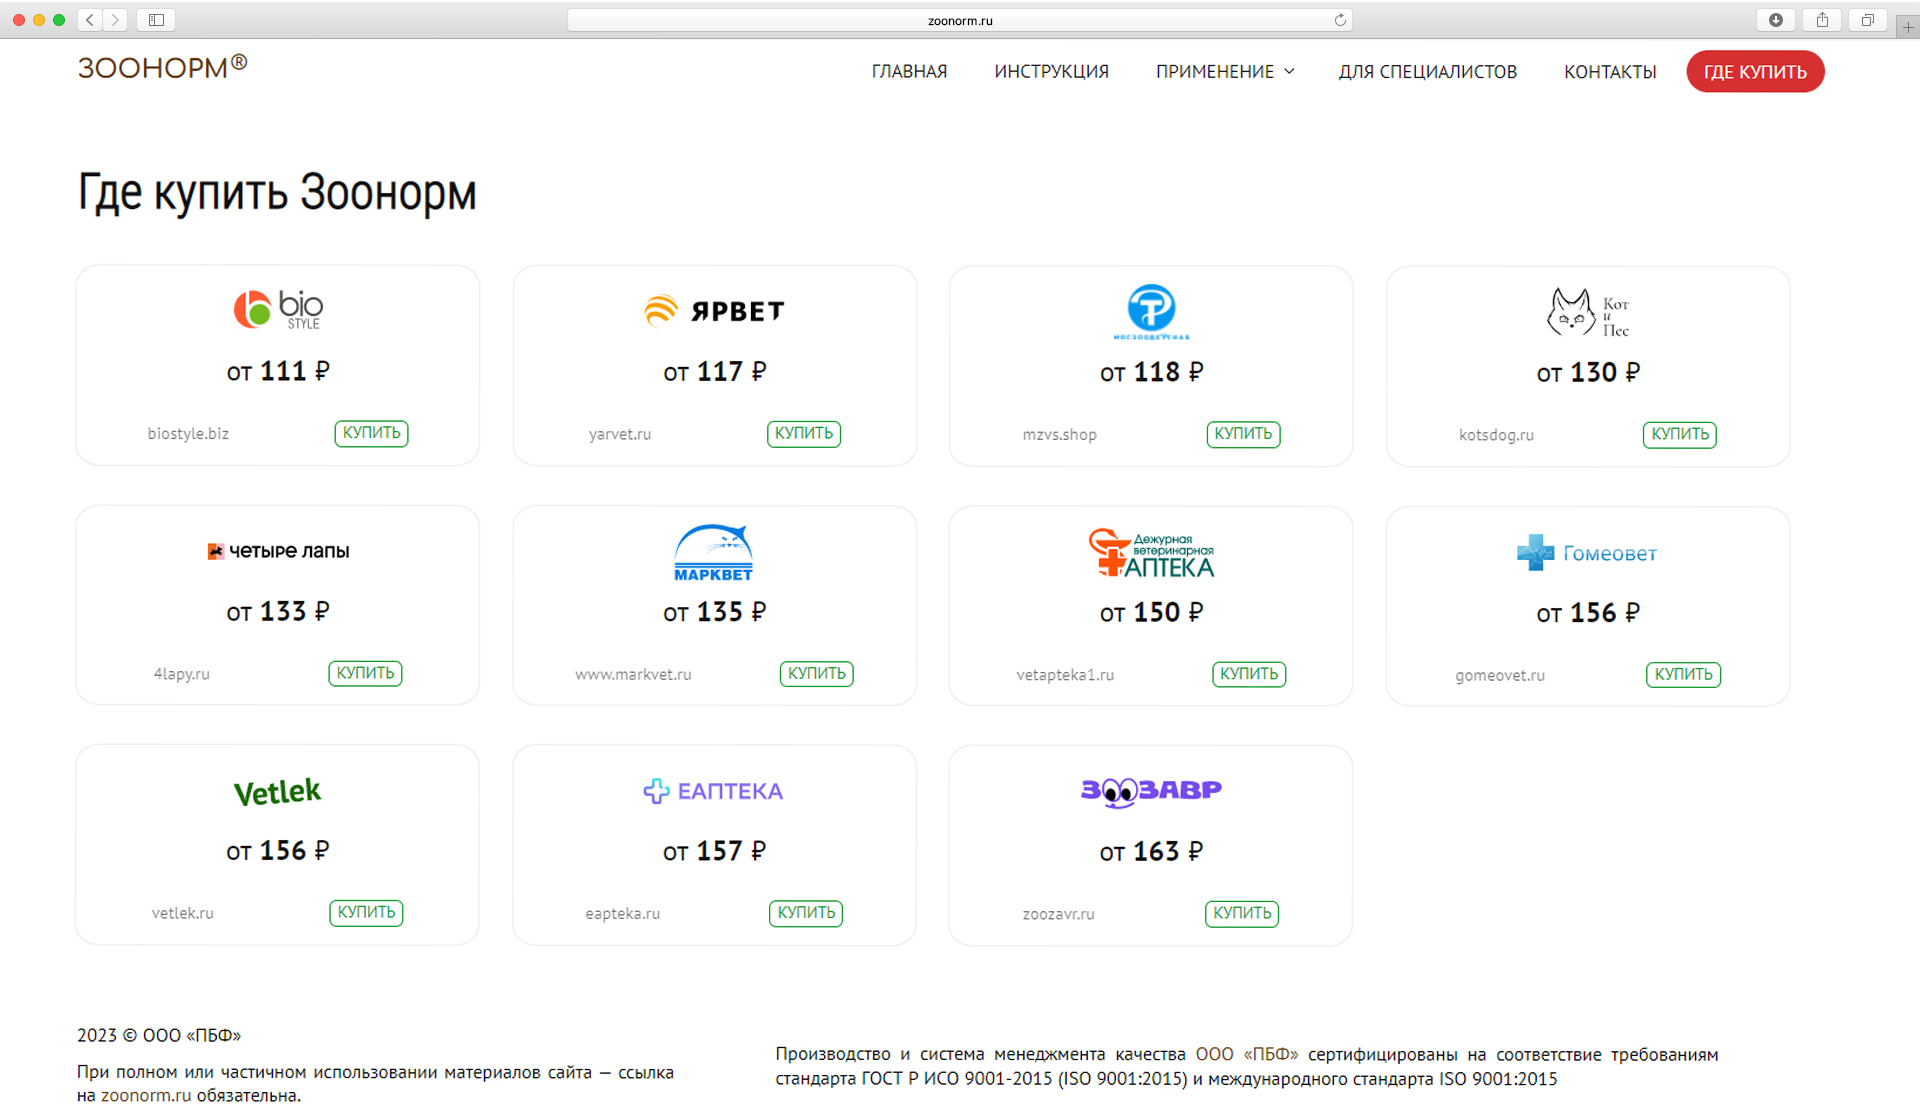 zoonorm.ru
ЗООНОРМ®
ГЛАВНАЯ
ИНСТРУКЦИЯ
ПРИМЕНЕНИЕ
ДЛЯ СПЕЦИАЛИСТОВ
КОНТАКТЫ
ГДЕ КУПИТЬ
Где купить Зоонорм
bio
STYLE
от 111 ₽
biostyle.biz
КУПИТЬ
ЯРВЕТ
от 117 ₽
yarvet.ru
КУПИТЬ
МОСЗООВЕТСНАБ
от 118 ₽
mzvs.shop
КУПИТЬ
Кот
и
Пес
от 130 ₽
kotsdog.ru
КУПИТЬ
четыре лапы
от 133 ₽
4lapy.ru
КУПИТЬ
МАРКВЕТ
от 135 ₽
www.markvet.ru
КУПИТЬ
Дежурная
ветеринарная
АПТЕКА
от 150 ₽
vetapteka1.ru
КУПИТЬ
Гомеовет
от 156 ₽
gomeovet.ru
КУПИТЬ
Vetlek
от 156 ₽
vetlek.ru
КУПИТЬ
ЕАПТЕКА
от 157 ₽
eapteka.ru
КУПИТЬ
ЗООЗАВР
от 163 ₽
zoozavr.ru
КУПИТЬ
2023 © ООО «ПБФ»
При полном или частичном использовании материалов сайта — ссылка
на zoonorm.ru обязательна.
Производство и система менеджмента качества ООО «ПБФ» сертифицированы на соответствие требованиям
стандарта ГОСТ Р ИСО 9001-2015 (ISO 9001:2015) и международного стандарта ISO 9001:2015